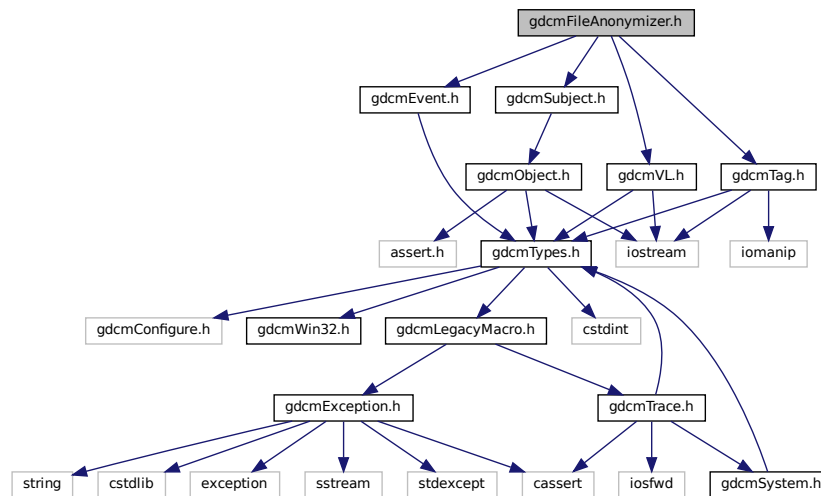 gdcmFileAnonymizer.h
gdcmEvent.h
gdcmSubject.h
gdcmObject.h
gdcmVL.h
gdcmTag.h
assert.h
gdcmTypes.h
iostream
iomanip
gdcmConfigure.h
gdcmWin32.h
gdcmLegacyMacro.h
cstdint
gdcmException.h
gdcmTrace.h
string
cstdlib
exception
sstream
stdexcept
cassert
iosfwd
gdcmSystem.h